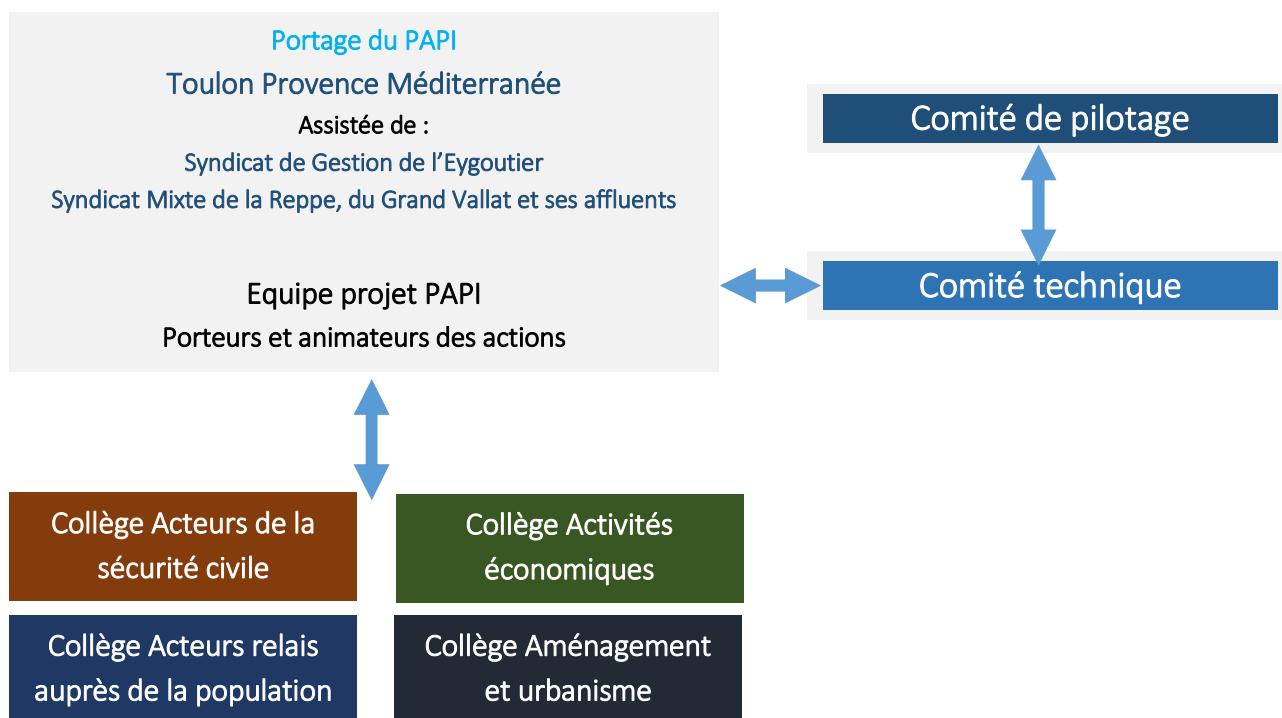 Portage du PAPI
Toulon Provence Méditerranée
Assistée de :
Syndicat de Gestion de l'Eygoutier
Syndicat Mixte de la Reppe, du Grand Vallat et ses affluents
Equipe projet PAPI
Porteurs et animateurs des actions
Comité de pilotage
Comité technique
Collège Acteurs de la
sécurité civile
Collège Activités
économiques
Collège Acteurs relais
auprès de la population
Collège Aménagement
et urbanisme